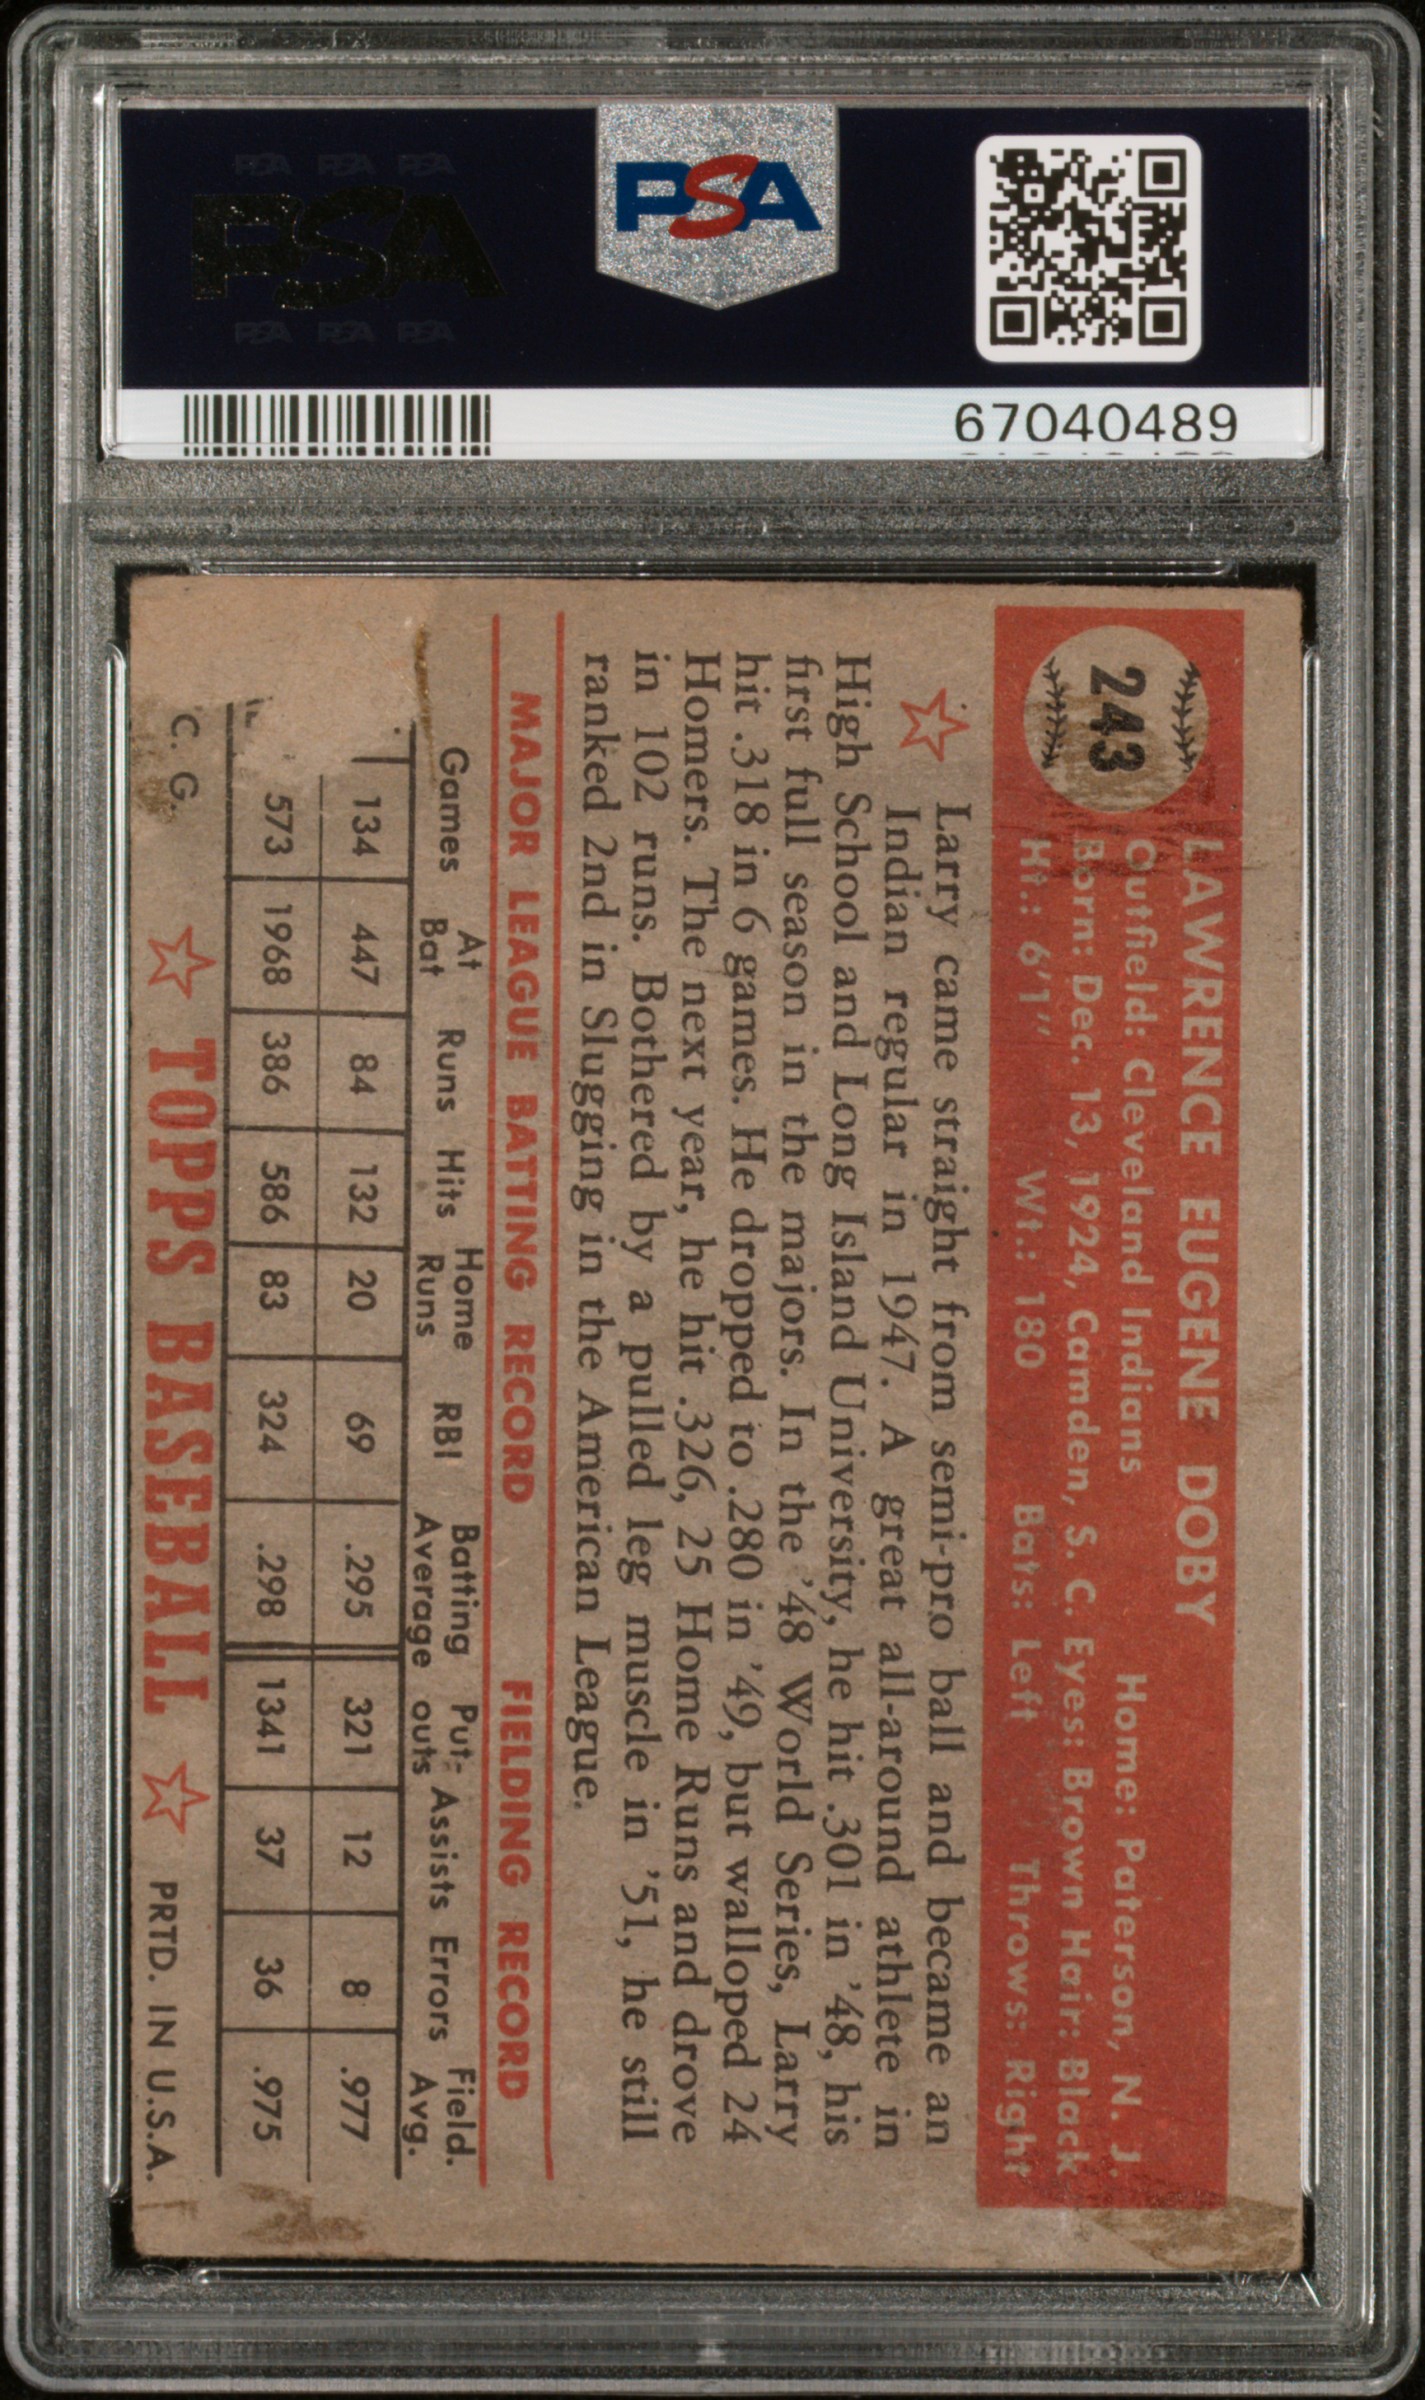 PSA PSA PSA
PSA
PSA PSA PSA
PSA
67040489
243
LAWRENCE EUGENE DOBY
Outfield: Cleveland Indians Home: Paterson, N. J.
Born: Dec. 13, 1924, Camden, S. C. Eyes: Brown Hair: Black
Ht.: 6'1" Wt.: 180 Bats: Left Throws: Right
Larry came straight from semi-pro ball and became an
Indian regular in 1947. A great all-around athlete in
High School and Long Island University, he hit .301 in '48, his
first full season in the majors. In the '48 World Series, Larry
hit .318 in 6 games. He dropped to .280 in '49, but walloped 24
Homers. The next year, he hit .326, 25 Home Runs and drove
in 102 runs. Bothered by a pulled leg muscle in '51, he still
ranked 2nd in Slugging in the American League.
MAJOR LEAGUE BATTING RECORD FIELDING RECORD
Games At Bat Runs Hits Home Runs RBI Batting Average Put-outs Assists Errors Field. Avg.
134 447 84 132 20 69 .295 321 12 8 .977
573 1968 386 586 83 324 .298 1341 37 36 .975
C. G. TOPPS BASEBALL PRTD. IN U.S.A.